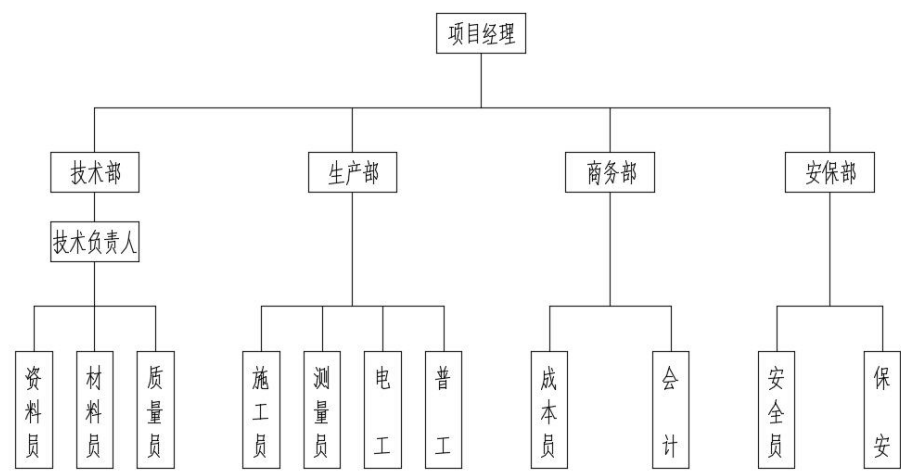 项目经理
技术部
生产部
商务部
安保部
技术负责人
资料员
材料员
质量员
施工员
测量员
电工
普工
成本员
会计
安全员
保安